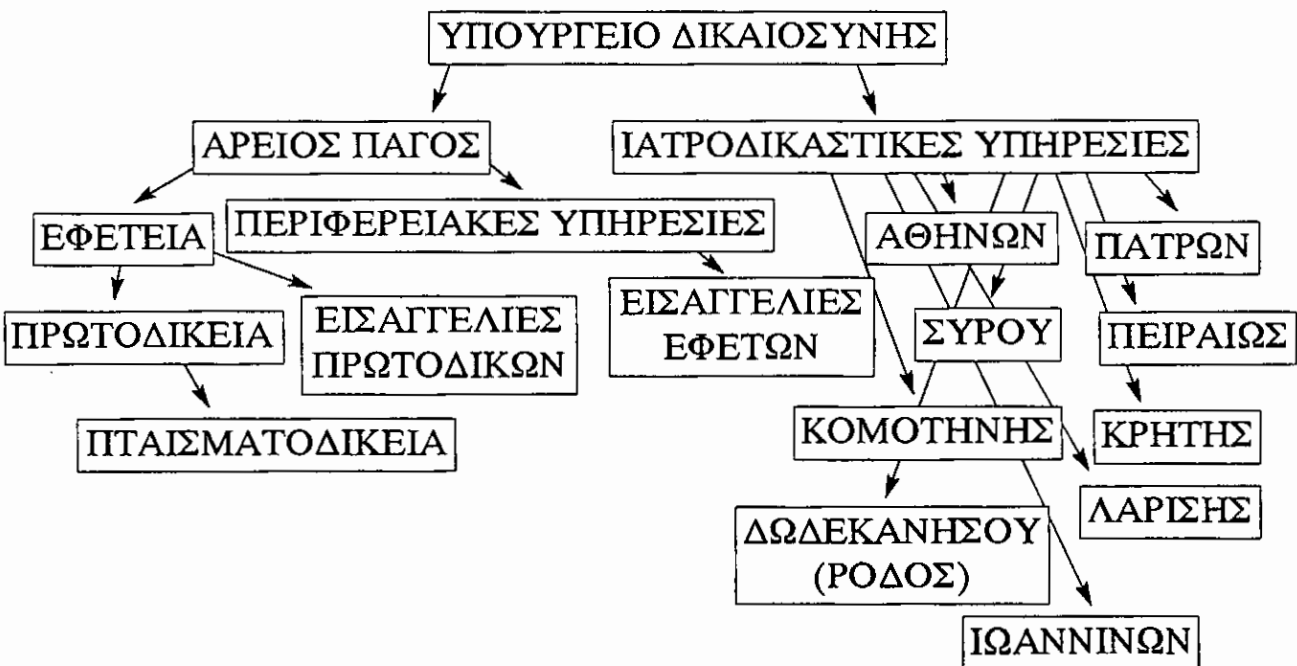 ΥΠΟΥΡΓΕΙΟ ΔΙΚΑΙΟΣΥΝΗΣ
ΑΡΕΙΟΣ ΠΑΓΟΣ
ΙΑΤΡΟΔΙΚΑΣΤΙΚΕΣ ΥΠΗΡΕΣΙΕΣ
ΕΦΕΤΕΙΑ
ΠΕΡΙΦΕΡΕΙΑΚΕΣ ΥΠΗΡΕΣΙΕΣ
ΑΘΗΝΩΝ
ΠΑΤΡΩΝ
ΠΡΩΤΟΔΙΚΕΙΑ
ΕΙΣΑΓΓΕΛΙΕΣ
ΠΡΩΤΟΔΙΚΩΝ
ΕΙΣΑΓΓΕΛΙΕΣ
ΕΦΕΤΩΝ
ΣΥΡΟΥ
ΠΕΙΡΑΙΩΣ
ΠΤΑΙΣΜΑΤΟΔΙΚΕΙΑ
ΚΟΜΟΤΗΝΗΣ
ΚΡΗΤΗΣ
ΛΑΡΙΣΗΣ
ΔΩΔΕΚΑΝΗΣΟΥ
(ΡΟΔΟΣ)
ΙΩΑΝΝΙΝΩΝ